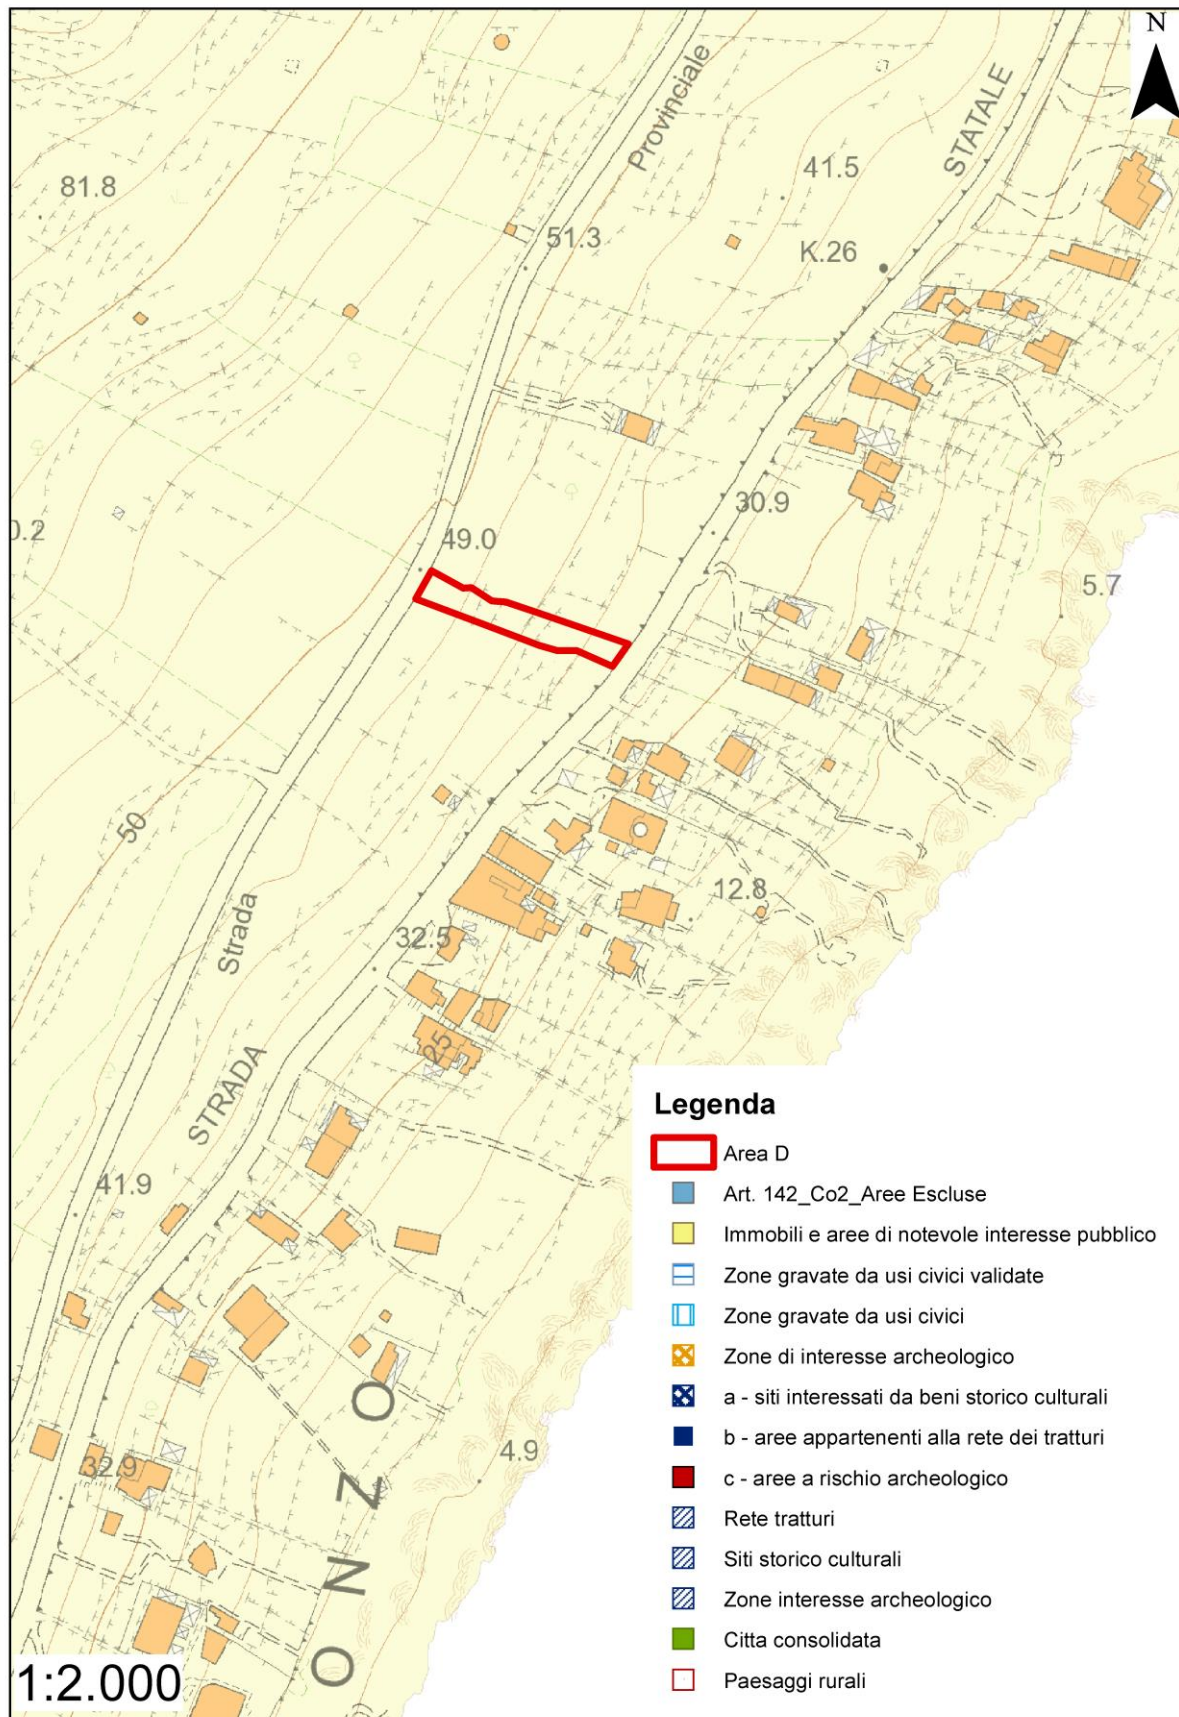 N
Provinciale
STATALE
81.8
41.5
51.3
K.26
30.9
0.2
49.0
5.7
50
12.8
Strada
32.5
25
STRADA
41.9
4.9
32.9
ONZO
1:2.000
Legenda
Area D
Art. 142_Co2_Aree Escluse
Immobili e aree di notevole interesse pubblico
Zone gravate da usi civici validate
Zone gravate da usi civici
Zone di interesse archeologico
a - siti interessati da beni storico culturali
b - aree appartenenti alla rete dei tratturi
c - aree a rischio archeologico
Rete tratturi
Siti storico culturali
Zone interesse archeologico
Citta consolidata
Paesaggi rurali